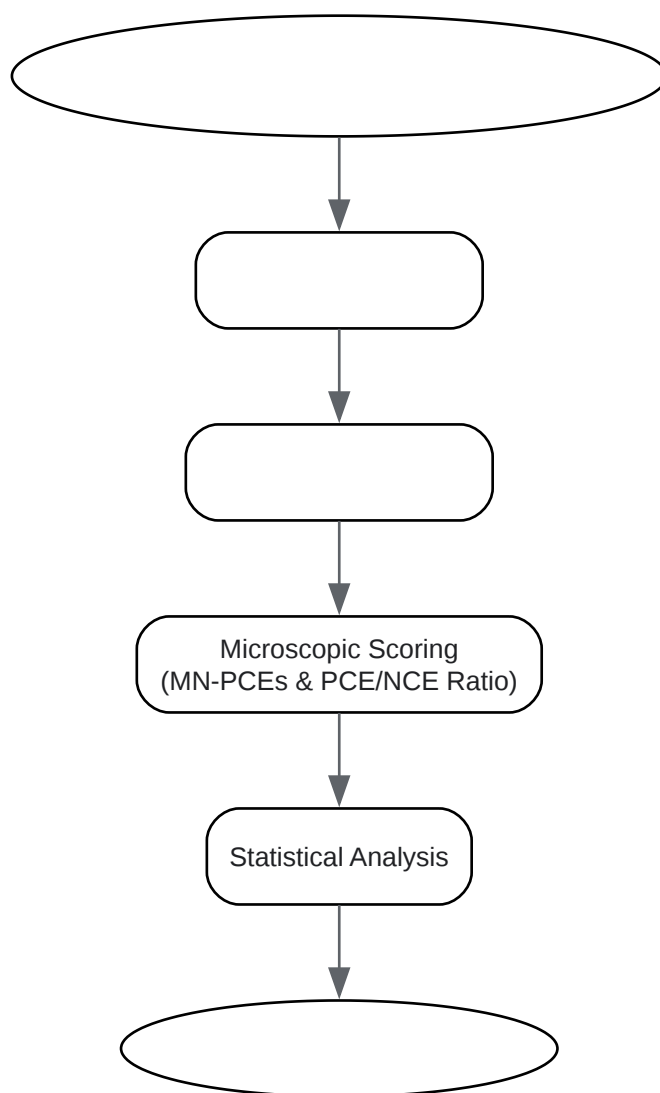 Microscopic Scoring
(MN-PCEs & PCE/NCE Ratio)
Statistical Analysis